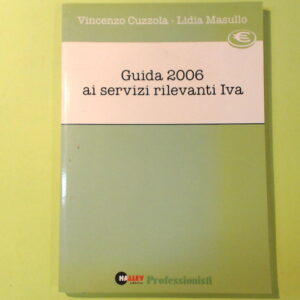 Vincenzo Cuzzola - Lidia Masullo
€
Guida 2006
ai servizi rilevanti Iva
HALLEY Professionisti